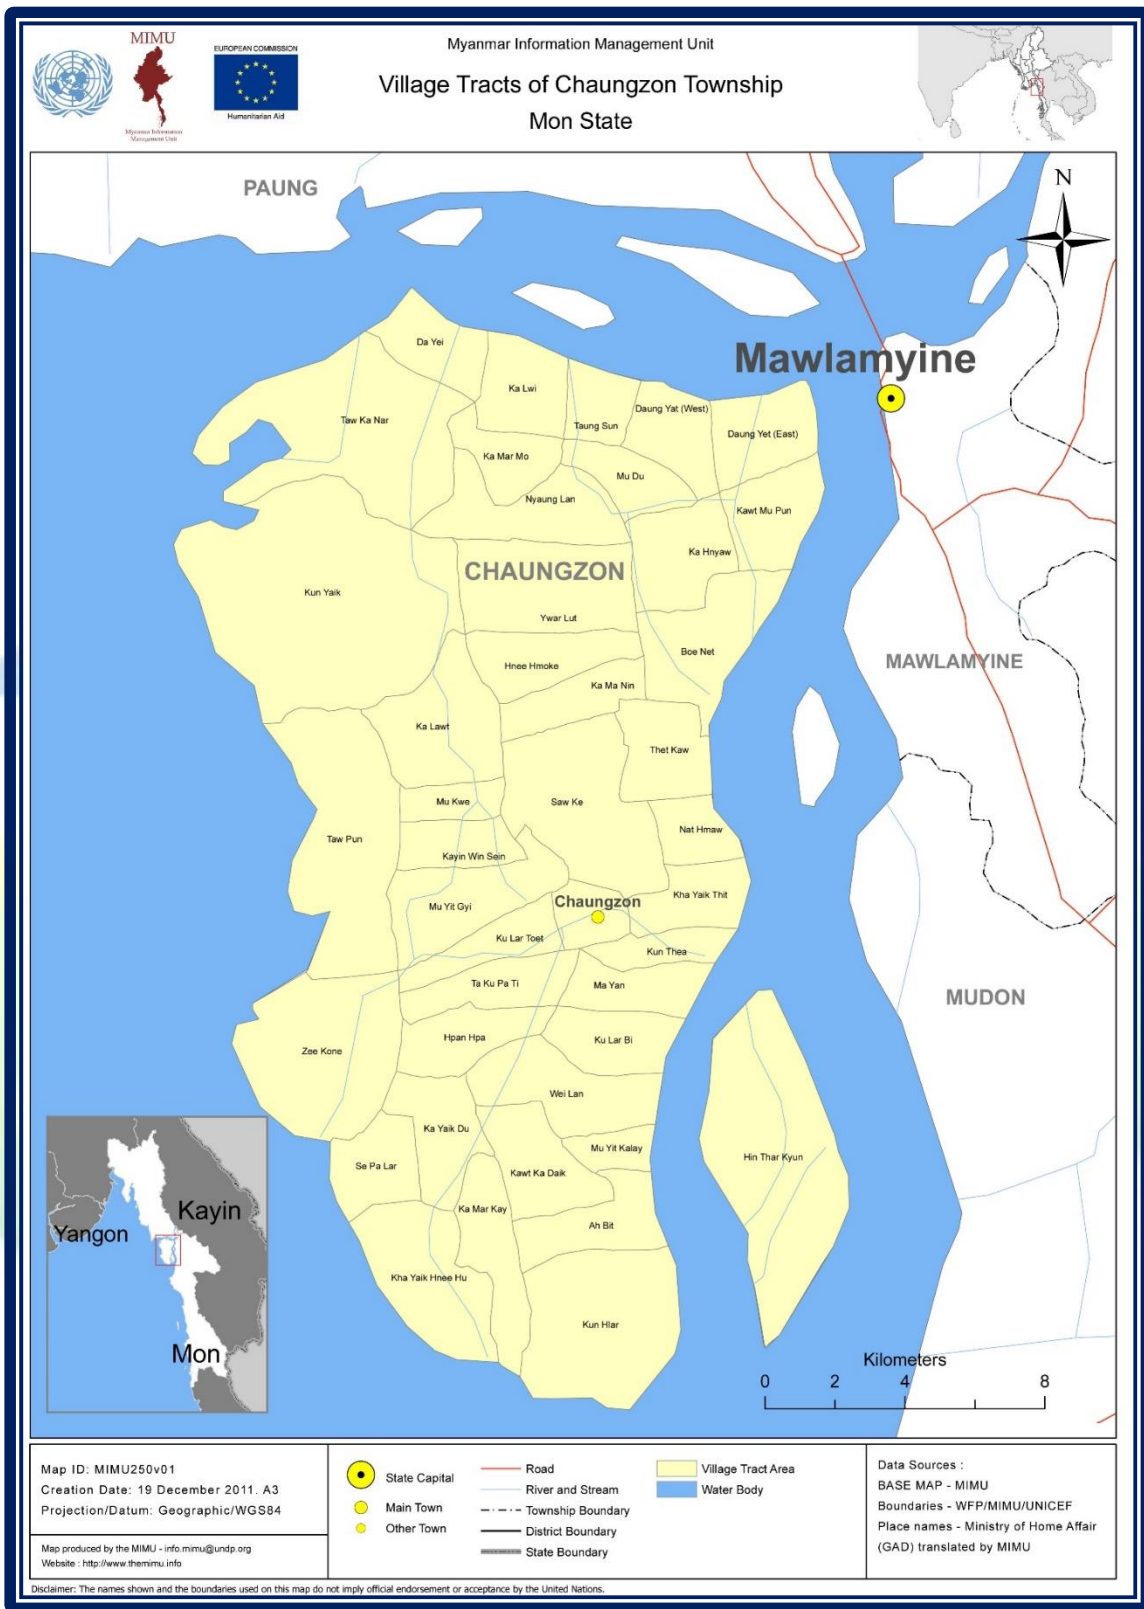 MIMU
Myanmar Information
Management Unit
EUROPEAN COMMISSION
Humanitarian Aid
Myanmar Information Management Unit
Village Tracts of Chaungzon Township
Mon State
PAUNG
N
Da Yei
Mawlamyine
Ka Lwi
Daung Yat (West)
Taw Ka Nar
Taung Sun
Daung Yet (East)
Ka Mar Mo
Mu Du
Nyaung Lan
Kawt Mu Pun
Ka Hnyaw
CHAUNGZON
Kun Yaik
Ywar Lut
Boe Net
MAWLAMYINE
Hnee Hmoke
Ka Ma Nin
Ka Lawt
Thet Kaw
Mu Kwe
Saw Ke
Nat Hmaw
Taw Pun
Kayin Win Sein
Kha Yaik Thit
Chaungzon
Mu Yit Gyi
Ku Lar Toet
Kun Thea
Ta Ku Pa Ti
Ma Yan
MUDON
Hpan Hpa
Ku Lar Bi
Zee Kone
Wei Lan
Ka Yaik Du
Mu Yit Kalay
Hin Thar Kyun
Se Pa Lar
Kawt Ka Daik
Ka Mar Kay
Ah Bit
Kha Yaik Hnee Hu
Kun Hlar
Kayin
Yangon
Mon
Kilometers
0 2 4 8
Map ID: MIMU250v01
Creation Date: 19 December 2011. A3
Projection/Datum: Geographic/WGS84
Map produced by the MIMU - info.mimu@undp.org
Website : http://www.themimu.info
State Capital
Main Town
Other Town
Road
River and Stream
Township Boundary
District Boundary
State Boundary
Village Tract Area
Water Body
Data Sources :
BASE MAP - MIMU
Boundaries - WFP/MIMU/UNICEF
Place names - Ministry of Home Affair
(GAD) translated by MIMU
Disclaimer: The names shown and the boundaries used on this map do not imply official endorsement or acceptance by the United Nations.